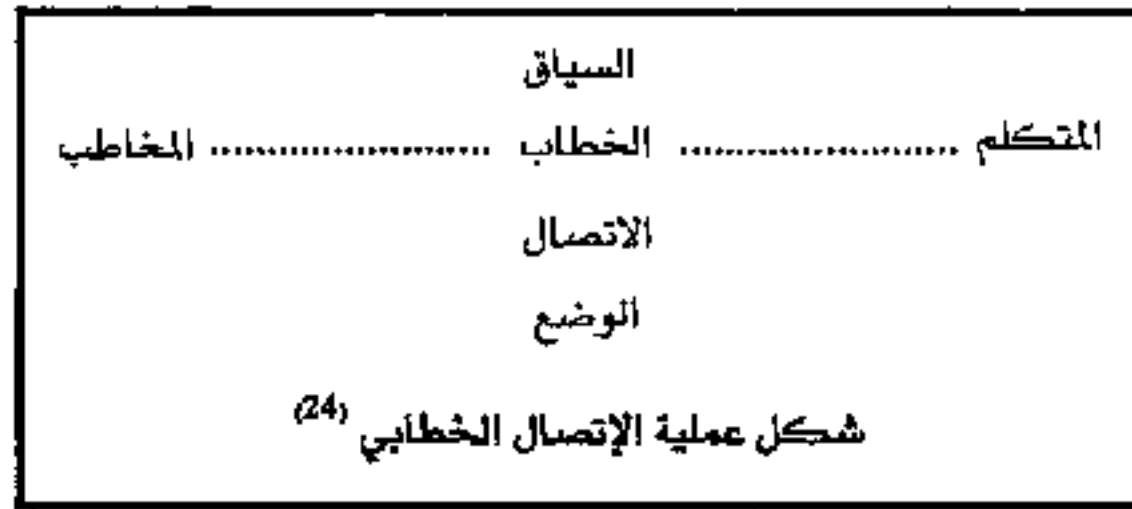 السياق
المتكلم ........................ الخطاب ........................ المخاطب
الاتصال
الوضع
شكل عملية الإتصال الخطابي (24)